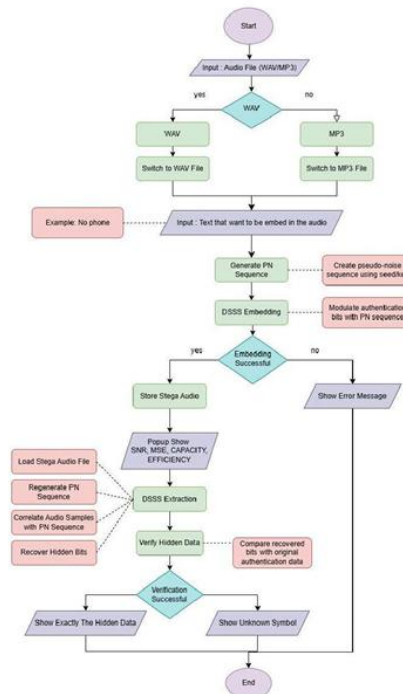 Start
Input : Audio File (WAV/MP3)
yes
WAV
no
WAV
MP3
Switch to WAV File
Switch to MP3 File
Example: No phone
Input : Text that want to be embed in the audio
Generate PN
Sequence
Create pseudo-noise
sequence using seed/key
DSSS Embedding
Modulate authentication
bits with PN sequence
yes
Embedding
Successful
no
Store Stega Audio
Show Error Message
Popup Show
SNR, MSE, CAPACITY,
EFFICIENCY
Load Stega Audio File
Regenerate PN
Sequence
DSSS Extraction
Correlate Audio Samples
with PN Sequence
Recover Hidden Bits
Verify Hidden Data
Compare recovered
bits with original
authentication data
Verification
Successful
Show Exactly The Hidden Data
Show Unknown Symbol
End